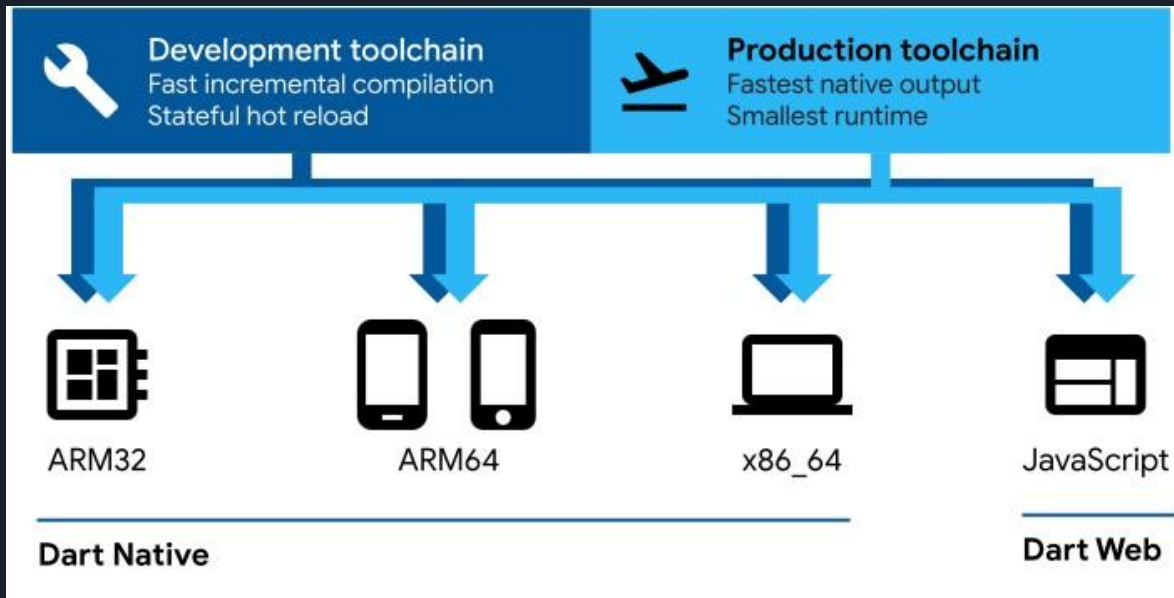 Development toolchain
Fast incremental compilation
Stateful hot reload
Production toolchain
Fastest native output
Smallest runtime
ARM32
ARM64
x86_64
JavaScript
Dart Native
Dart Web